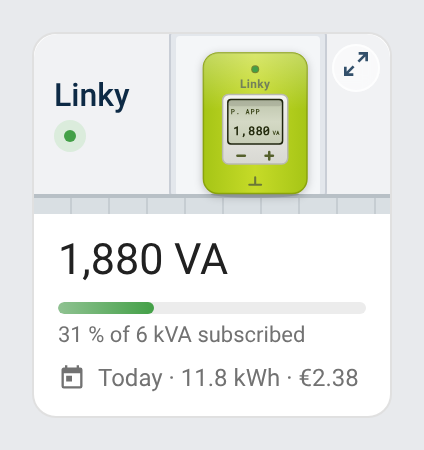 Linky
Linky
P. APP
1,880 VA
1,880 VA
31 % of 6 kVA subscribed
Today · 11.8 kWh · €2.38